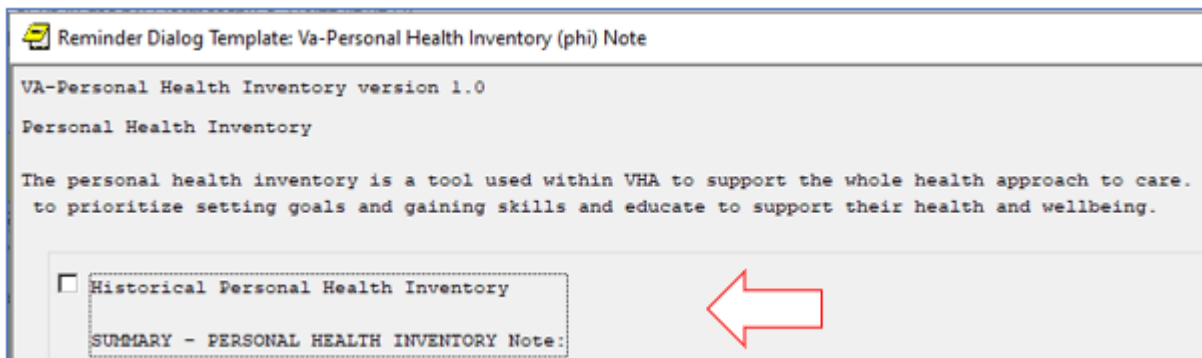 Reminder Dialog Template: Va-Personal Health Inventory (phi) Note
VA-Personal Health Inventory version 1.0
Personal Health Inventory
The personal health inventory is a tool used within VHA to support the whole health approach to care.
to prioritize setting goals and gaining skills and educate to support their health and wellbeing.
Historical Personal Health Inventory
SUMMARY - PERSONAL HEALTH INVENTORY Note: